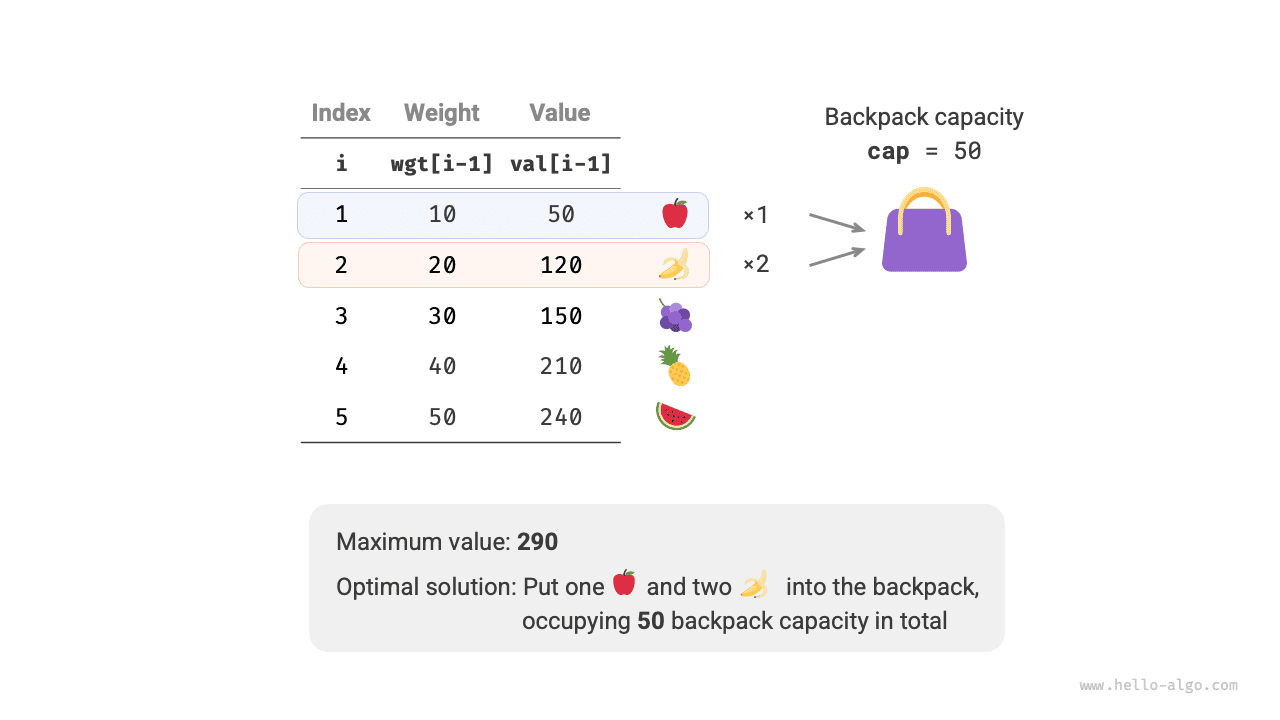 Index Weight Value
i wgt[i-1] val[i-1]
1 10 50 ×1
2 20 120 ×2
3 30 150
4 40 210
5 50 240
Backpack capacity
cap = 50
Maximum value: 290
Optimal solution: Put one and two into the backpack,
occupying 50 backpack capacity in total
www.hello-algo.com